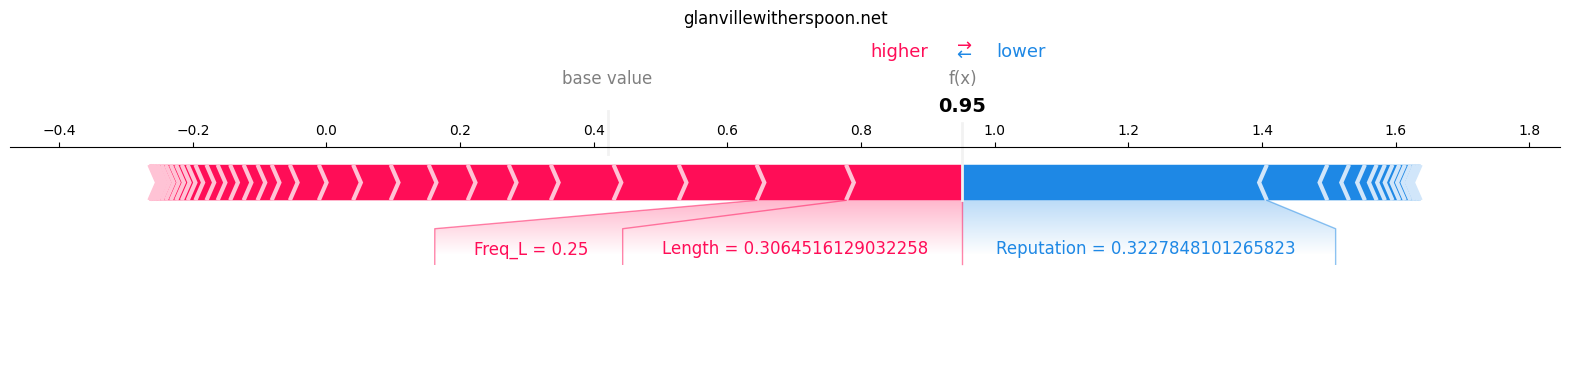 glanvillewitherspoon.net
higher ⇄ lower
base value f(x)
0.95
−0.4 −0.2 0.0 0.2 0.4 0.6 0.8 1.0 1.2 1.4 1.6 1.8
Freq_L = 0.25 Length = 0.3064516129032258 Reputation = 0.3227848101265823